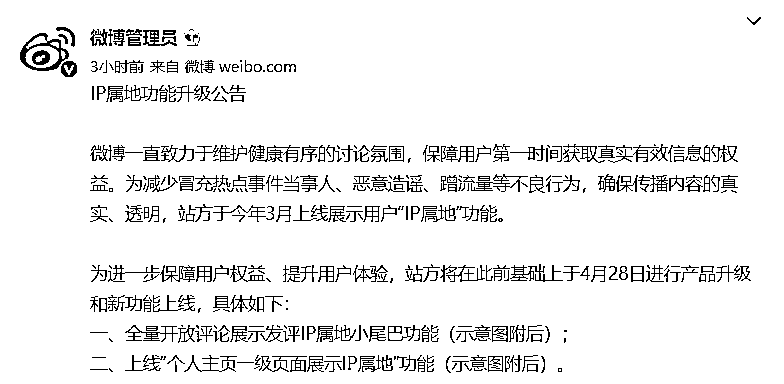 微博管理员
3小时前 来自 微博 weibo.com
IP属地功能升级公告
微博一直致力于维护健康有序的讨论氛围，保障用户第一时间获取真实有效信息的权
益。为减少冒充热点事件当事人、恶意造谣、蹭流量等不良行为，确保传播内容的真
实、透明，站方于今年3月上线展示用户“IP属地”功能。
为进一步保障用户权益、提升用户体验，站方将在此前基础上于4月28日进行产品升级
和新功能上线，具体如下：
一、全量开放评论展示发评IP属地小尾巴功能（示意图附后）；
二、上线“个人主页一级页面展示IP属地”功能（示意图附后）。